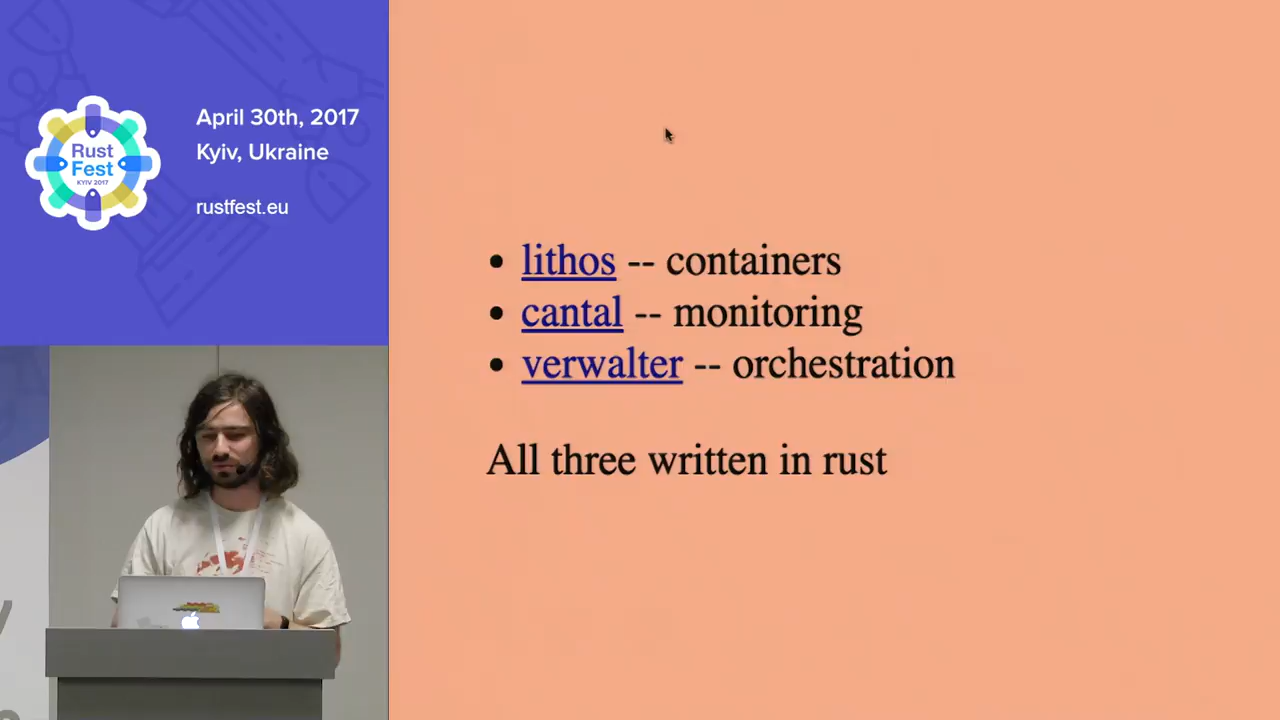 April 30th, 2017
Kyiv, Ukraine
rustfest.eu
Rust
Fest
KYIV 2017
lithos -- containers
cantal -- monitoring
verwalter -- orchestration
All three written in rust